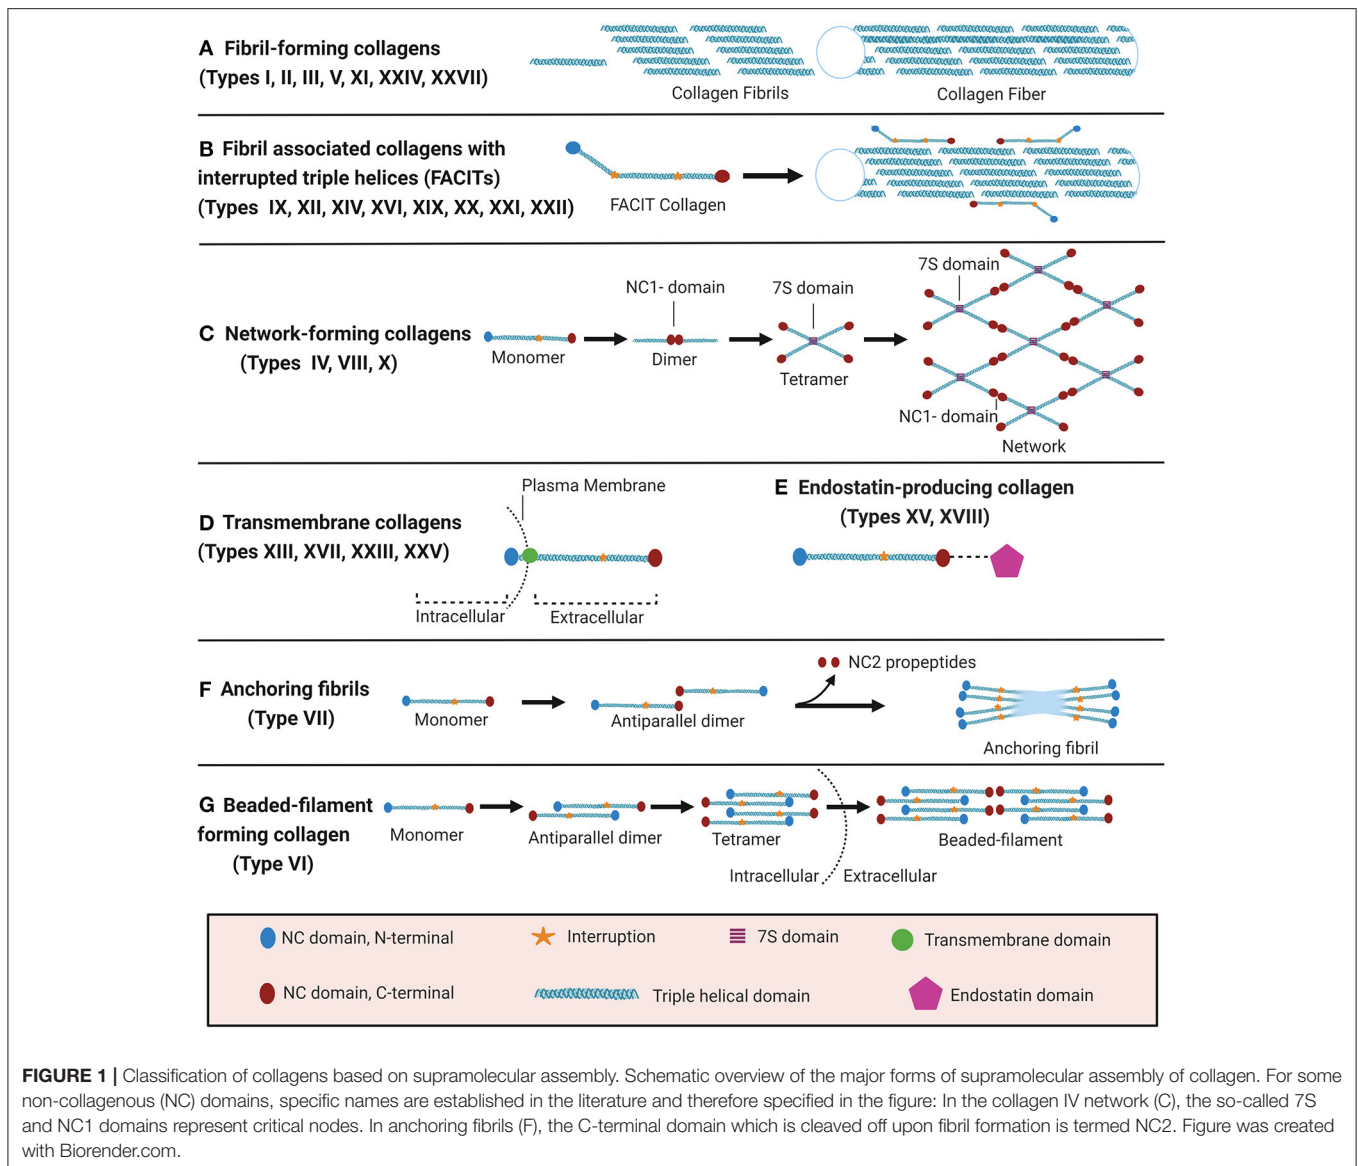 A Fibril-forming collagens
(Types I, II, III, V, XI, XXIV, XXVII)
Collagen Fibrils
Collagen Fiber
B Fibril associated collagens with
interrupted triple helices (FACITs)
(Types IX, XII, XIV, XVI, XIX, XX, XXI, XXII)
FACIT Collagen
C Network-forming collagens
(Types IV, VIII, X)
Monomer
NC1- domain
Dimer
7S domain
Tetramer
7S domain
NC1- domain
Network
D Transmembrane collagens
(Types XIII, XVII, XXIII, XXV)
Plasma Membrane
Intracellular
Extracellular
E Endostatin-producing collagen
(Types XV, XVIII)
F Anchoring fibrils
(Type VII)
Monomer
Antiparallel dimer
NC2 propeptides
Anchoring fibril
G Beaded-filament
forming collagen
(Type VI)
Monomer
Antiparallel dimer
Tetramer
Intracellular
Extracellular
Beaded-filament
NC domain, N-terminal
Interruption
7S domain
Transmembrane domain
NC domain, C-terminal
Triple helical domain
Endostatin domain
FIGURE 1 | Classification of collagens based on supramolecular assembly. Schematic overview of the major forms of supramolecular assembly of collagen. For some
non-collagenous (NC) domains, specific names are established in the literature and therefore specified in the figure: In the collagen IV network (C), the so-called 7S
and NC1 domains represent critical nodes. In anchoring fibrils (F), the C-terminal domain which is cleaved off upon fibril formation is termed NC2. Figure was created
with Biorender.com.